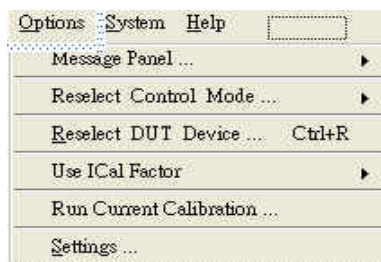 Options System Help
Message Panel ...
Reselect Control Mode ...
Reselect DUT Device ... Ctrl+R
Use ICal Factor
Run Current Calibration ...
Settings ...